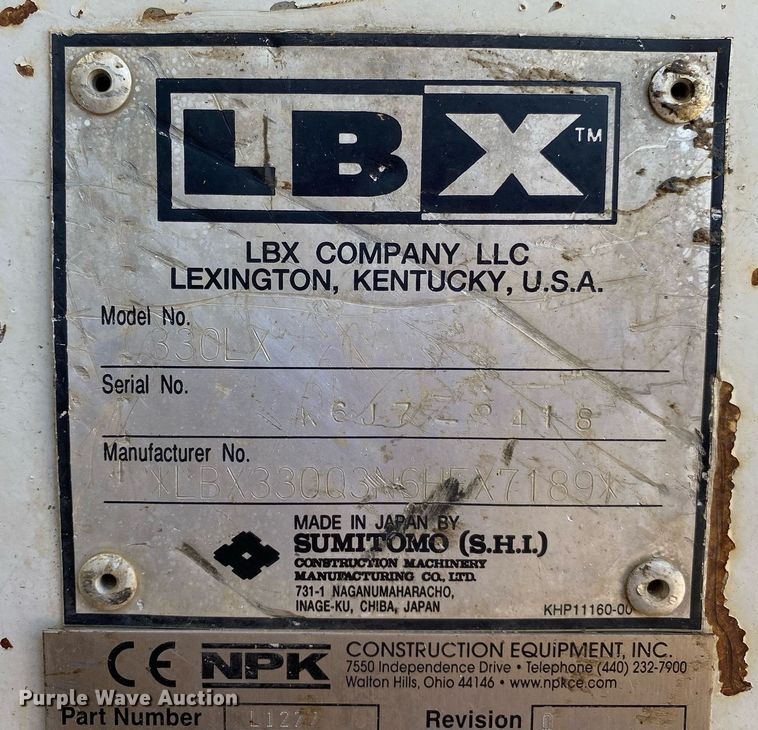 LBX TM
LBX COMPANY LLC
LEXINGTON, KENTUCKY, U.S.A.
Model No.
330LX
Serial No.
Manufacturer No.
MADE IN JAPAN BY
SUMITOMO (S.H.I.)
CONSTRUCTION MACHINERY
MANUFACTURING CO., LTD.
731-1 NAGANUMAHARACHO,
INAGE-KU, CHIBA, JAPAN
KHP11160-00
CE NPK CONSTRUCTION EQUIPMENT, INC.
7550 Independence Drive • Telephone (440) 232-7900
Walton Hills, Ohio 44146 • www.npkce.com
Purple Wave Auction
Part Number Revision